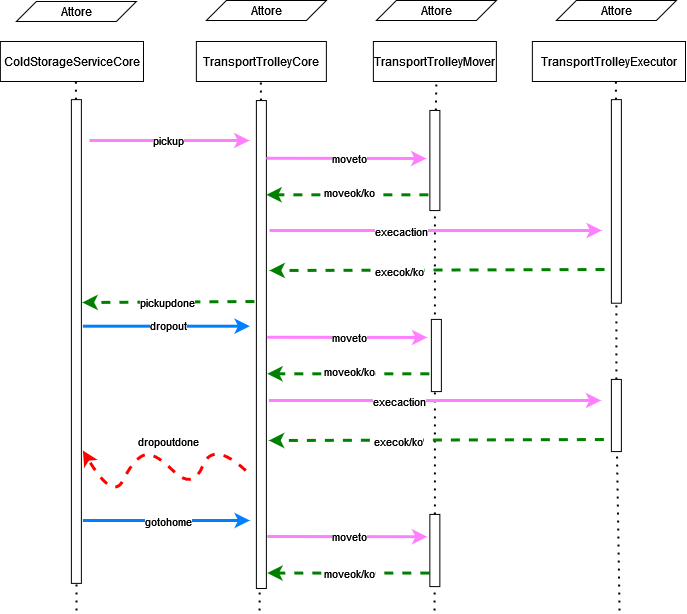 Attore
Attore
Attore
Attore
ColdStorageServiceCore
TransportTrolleyCore
TransportTrolleyMover
TransportTrolleyExecutor
pickup
moveto
moveok/ko
execaction
execok/ko
pickupdone
dropout
moveto
moveok/ko
execaction
execok/ko
dropoutdone
gotohome
moveto
moveok/ko